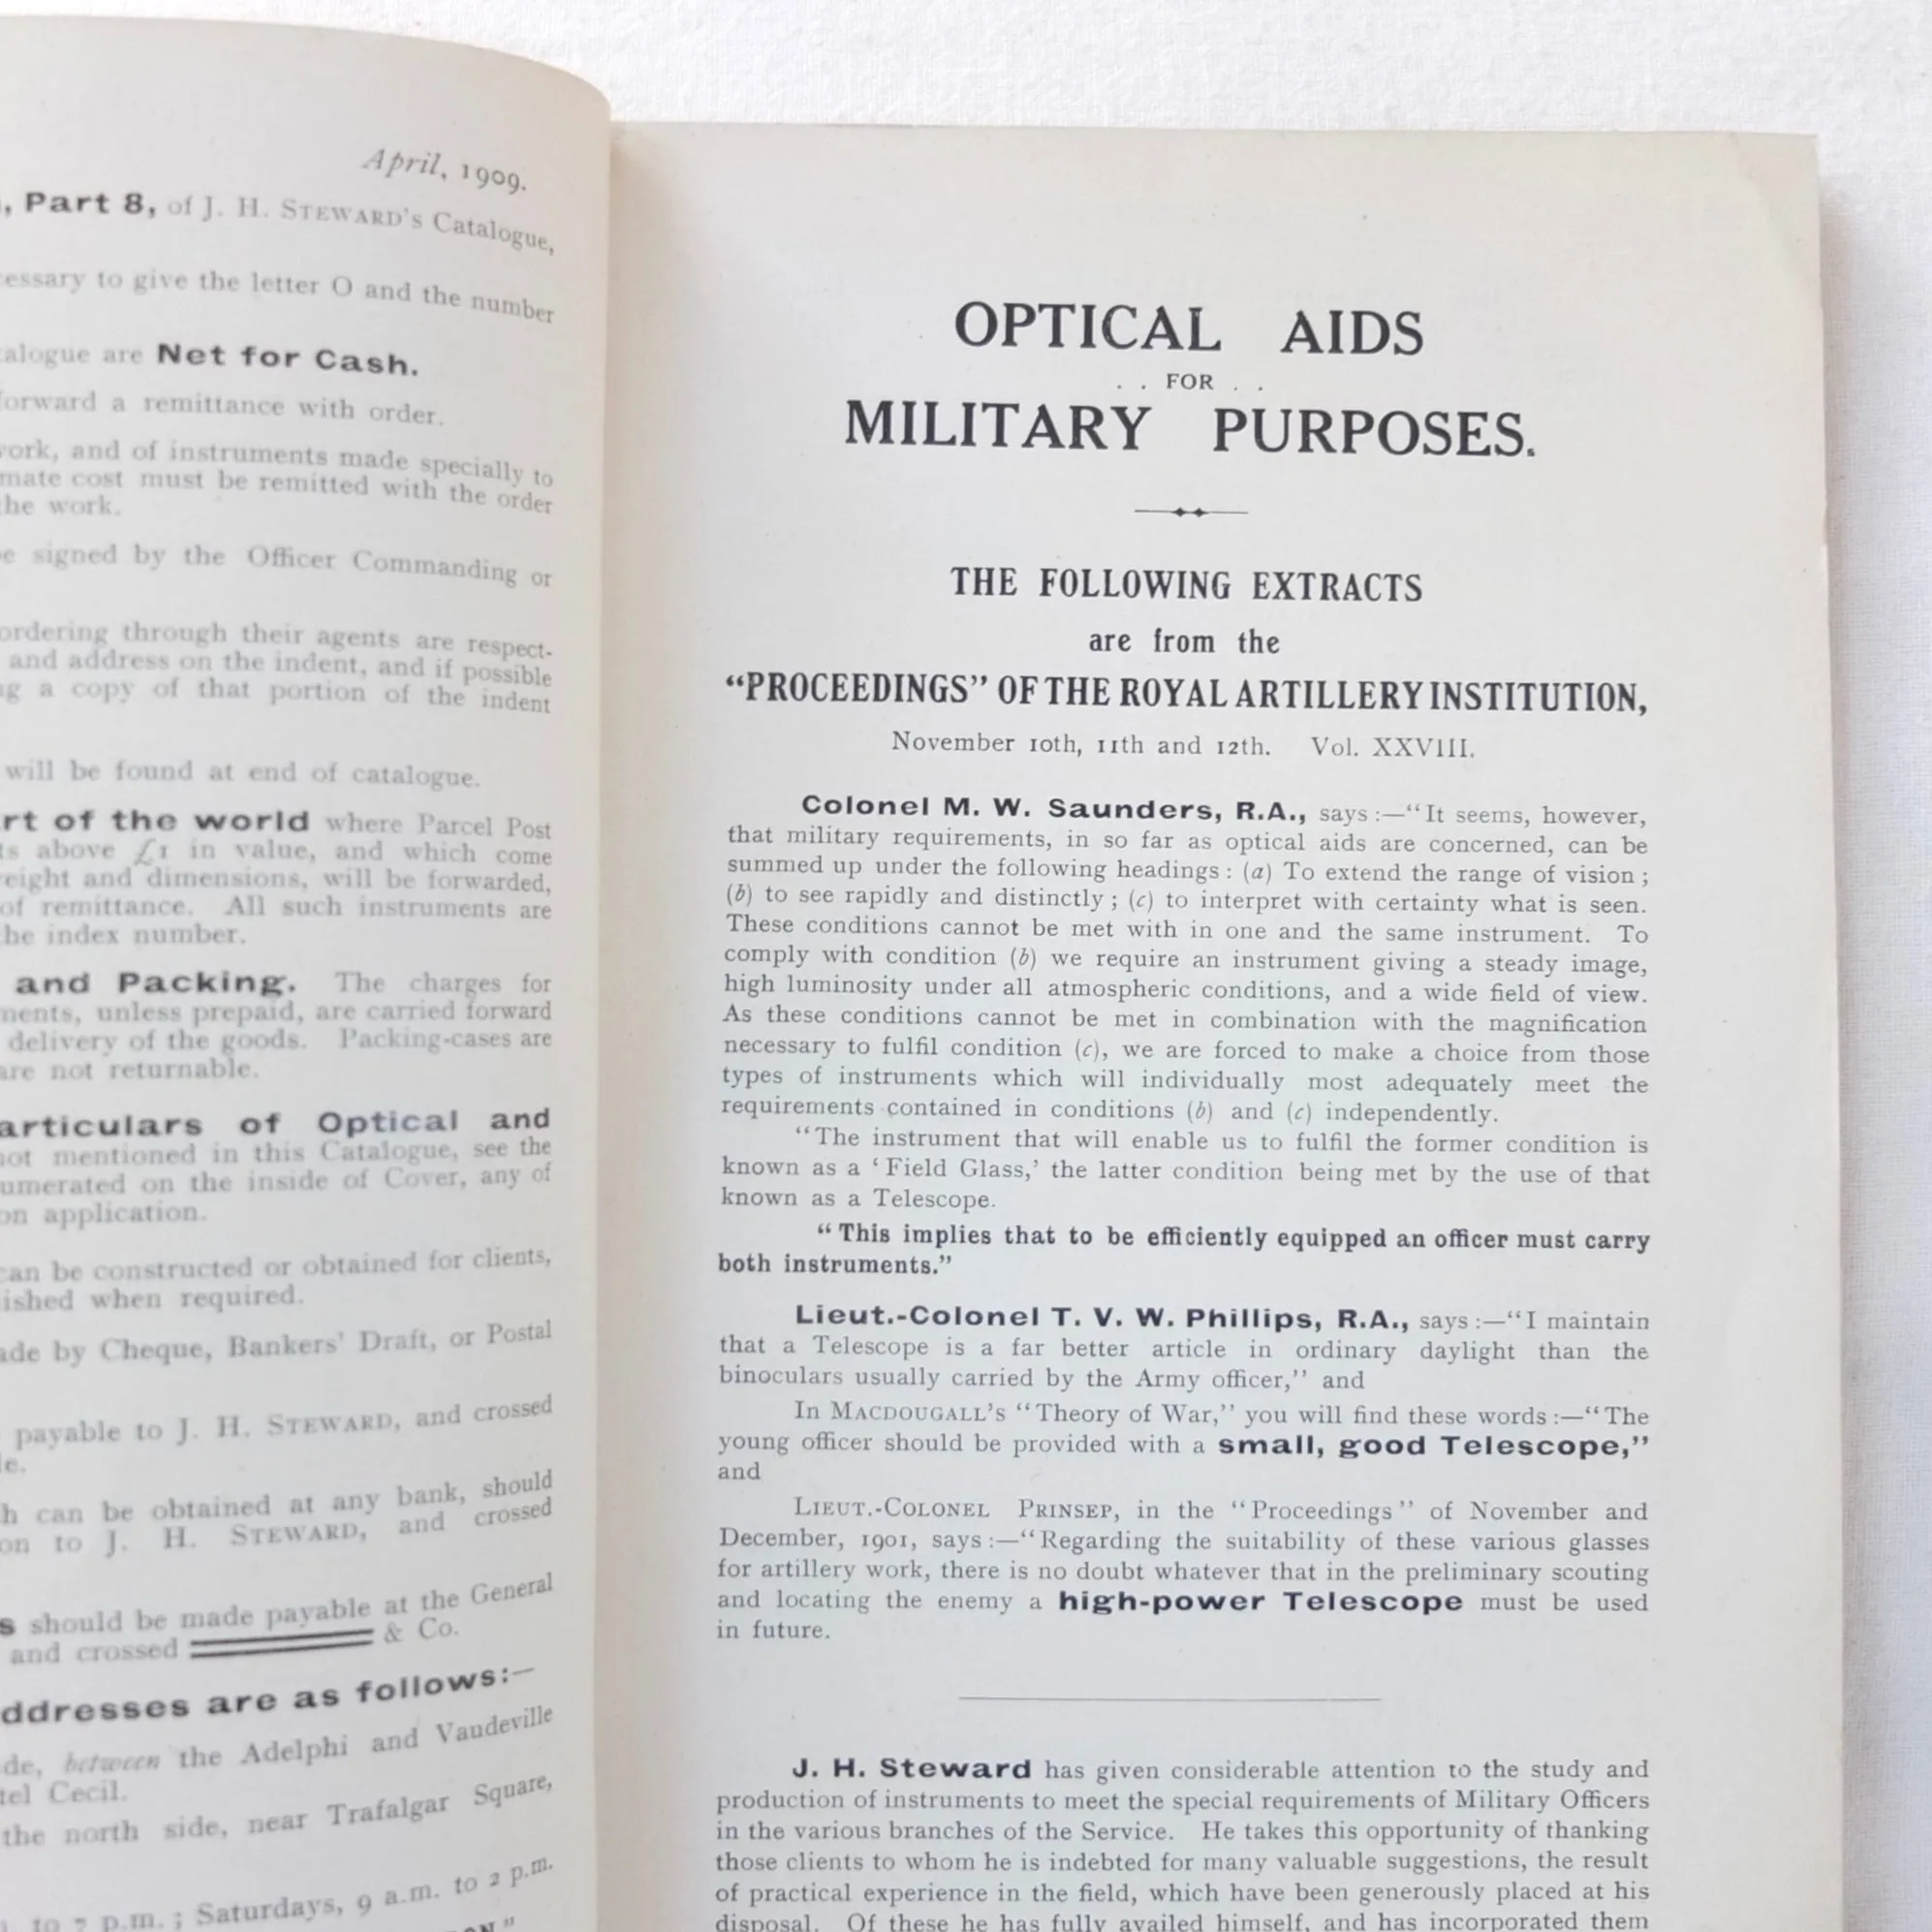 April, 1909.
, Part 8, of J. H. STEWARD's Catalogue,
to give the letter O and the number
are Net for Cash.
a remittance with order.
and of instruments made specially to
cost must be remitted with the order
the work.
signed by the Officer Commanding or
ordering through their agents are respect-
and address on the indent, and if possible
a copy of that portion of the indent
will be found at end of catalogue.
of the world where Parcel Post
above £1 in value, and which come
and dimensions, will be forwarded,
of remittance. All such instruments are
the index number.
and Packing. The charges for
unless prepaid, are carried forward
delivery of the goods. Packing-cases are
are not returnable.
of Optical and
not mentioned in this Catalogue, see the
on the inside of Cover, any of
on application.
can be constructed or obtained for clients,
when required.
by Cheque, Bankers' Draft, or Postal
payable to J. H. STEWARD, and crossed
can be obtained at any bank, should
to J. H. STEWARD, and crossed
should be made payable at the General
and crossed & Co.
are as follows:—
between the Adelphi and Vaudeville
Cecil.
the north side, near Trafalgar Square,
to 7 p.m. ; Saturdays, 9 a.m. to 2 p.m.
OPTICAL AIDS
. . FOR . .
MILITARY PURPOSES.
THE FOLLOWING EXTRACTS
are from the
“PROCEEDINGS” OF THE ROYAL ARTILLERY INSTITUTION,
November 10th, 11th and 12th. Vol. XXVIII.
Colonel M. W. Saunders, R.A., says :—“It seems, however,
that military requirements, in so far as optical aids are concerned, can be
summed up under the following headings : (a) To extend the range of vision ;
(b) to see rapidly and distinctly ; (c) to interpret with certainty what is seen.
These conditions cannot be met with in one and the same instrument. To
comply with condition (b) we require an instrument giving a steady image,
high luminosity under all atmospheric conditions, and a wide field of view.
As these conditions cannot be met in combination with the magnification
necessary to fulfil condition (c), we are forced to make a choice from those
types of instruments which will individually most adequately meet the
requirements contained in conditions (b) and (c) independently.
“The instrument that will enable us to fulfil the former condition is
known as a ‘Field Glass,’ the latter condition being met by the use of that
known as a Telescope.
“This implies that to be efficiently equipped an officer must carry
both instruments.”
Lieut.-Colonel T. V. W. Phillips, R.A., says :—“I maintain
that a Telescope is a far better article in ordinary daylight than the
binoculars usually carried by the Army officer,” and
In MACDOUGALL'S “Theory of War,” you will find these words :—“The
young officer should be provided with a small, good Telescope,”
and
LIEUT.-COLONEL PRINSEP, in the “Proceedings” of November and
December, 1901, says :—“Regarding the suitability of these various glasses
for artillery work, there is no doubt whatever that in the preliminary scouting
and locating the enemy a high-power Telescope must be used
in future.
J. H. Steward has given considerable attention to the study and
production of instruments to meet the special requirements of Military Officers
in the various branches of the Service. He takes this opportunity of thanking
those clients to whom he is indebted for many valuable suggestions, the result
of practical experience in the field, which have been generously placed at his
disposal. Of these he has fully availed himself, and has incorporated them